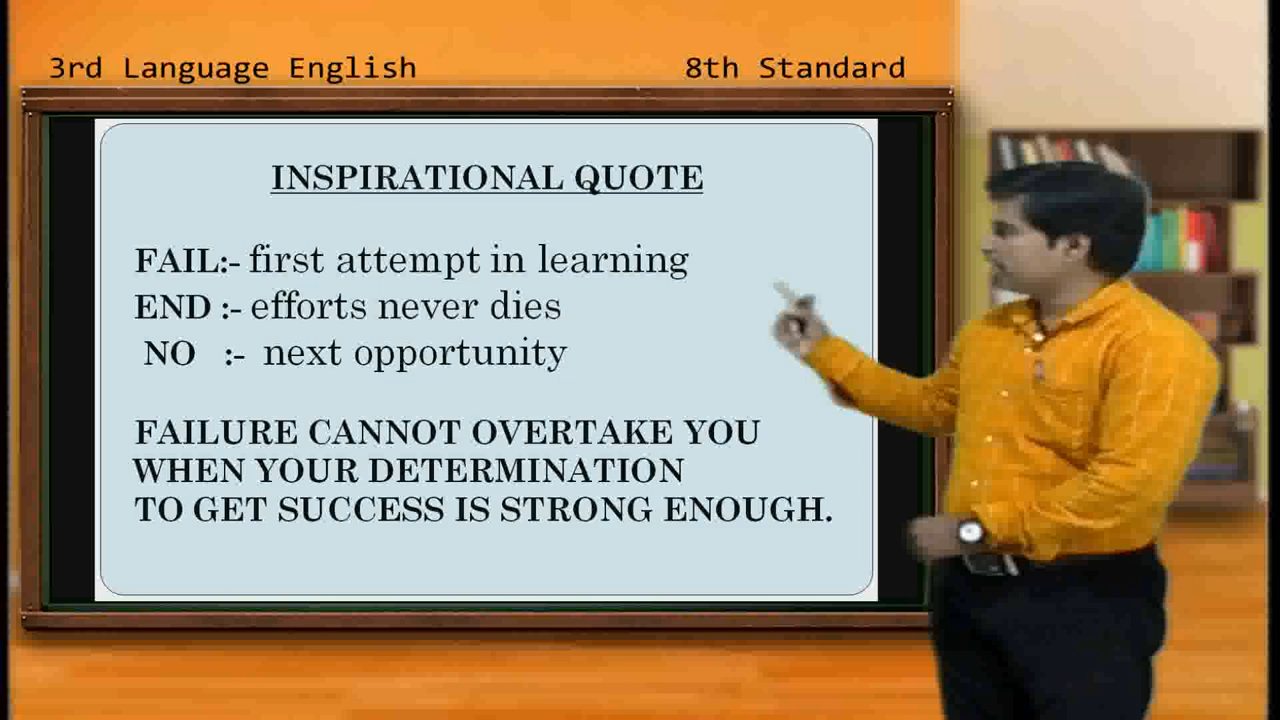 3rd Language English 8th Standard
INSPIRATIONAL QUOTE
FAIL:- first attempt in learning
END :- efforts never dies
NO :- next opportunity
FAILURE CANNOT OVERTAKE YOU
WHEN YOUR DETERMINATION
TO GET SUCCESS IS STRONG ENOUGH.